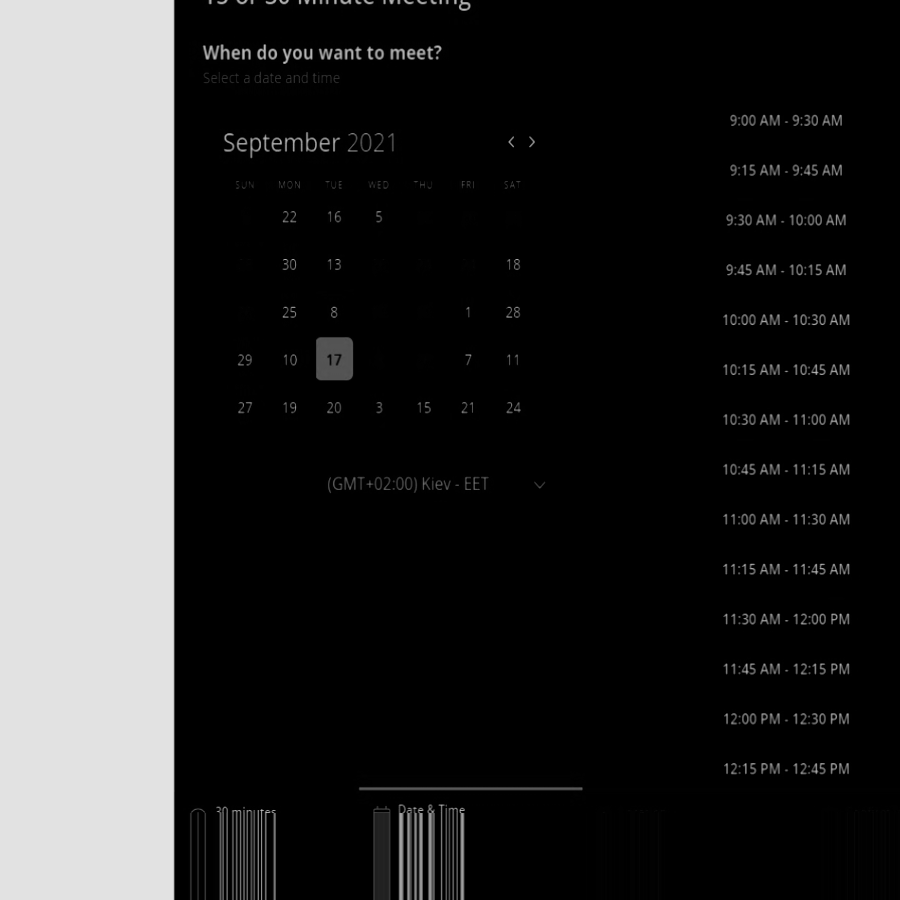 When do you want to meet?
Select a date and time
September 2021
SUN MON TUE WED THU FRI SAT
22 16 5
30 13 18
25 8 1 28
29 10 17 7 11
27 19 20 3 15 21 24
(GMT+02:00) Kiev - EET
9:00 AM - 9:30 AM
9:15 AM - 9:45 AM
9:30 AM - 10:00 AM
9:45 AM - 10:15 AM
10:00 AM - 10:30 AM
10:15 AM - 10:45 AM
10:30 AM - 11:00 AM
10:45 AM - 11:15 AM
11:00 AM - 11:30 AM
11:15 AM - 11:45 AM
11:30 AM - 12:00 PM
11:45 AM - 12:15 PM
12:00 PM - 12:30 PM
12:15 PM - 12:45 PM
30 minutes
Date & Time